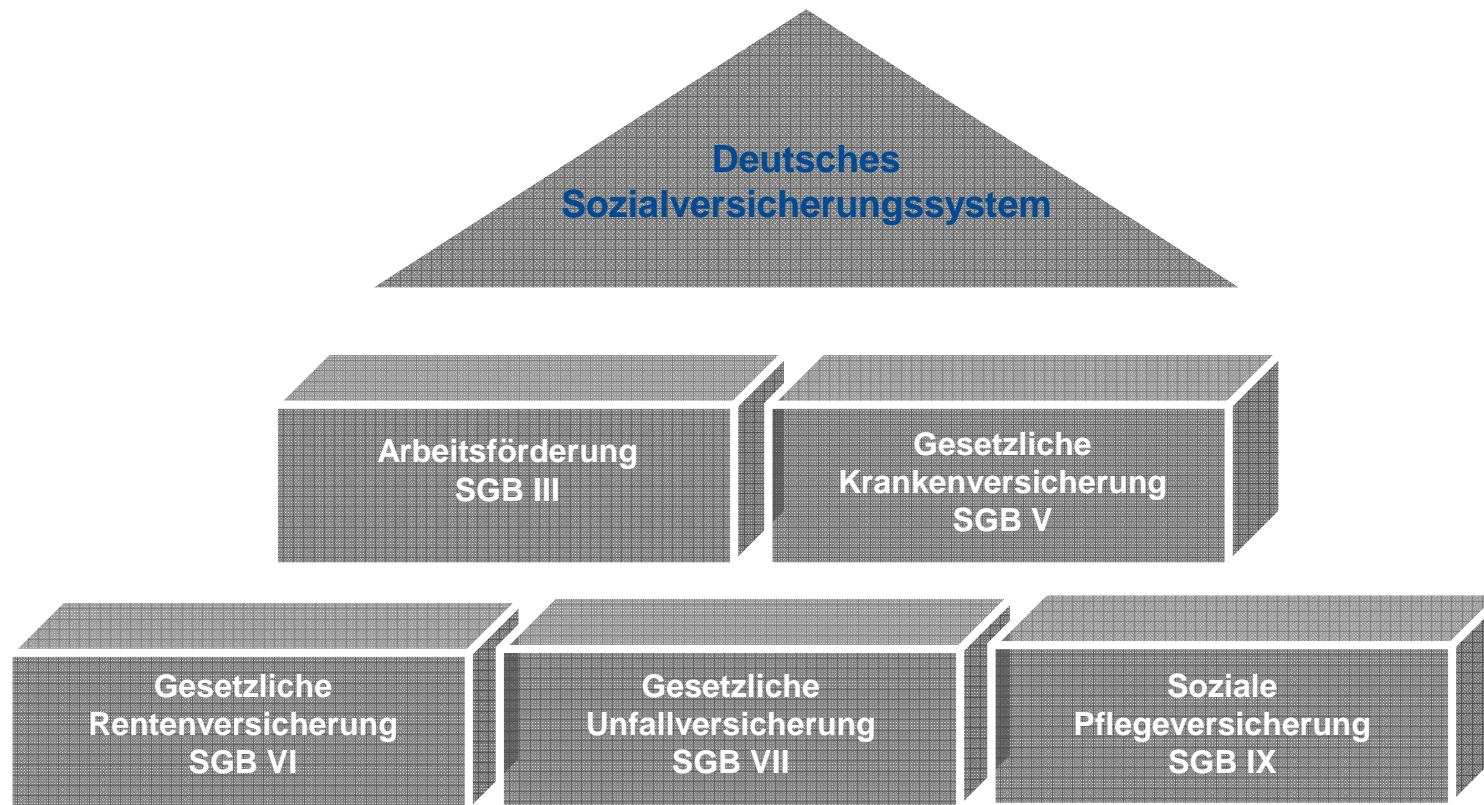 Deutsches
Sozialversicherungssystem
Arbeitsförderung
SGB III
Gesetzliche
Krankenversicherung
SGB V
Gesetzliche
Rentenversicherung
SGB VI
Gesetzliche
Unfallversicherung
SGB VII
Soziale
Pflegeversicherung
SGB IX